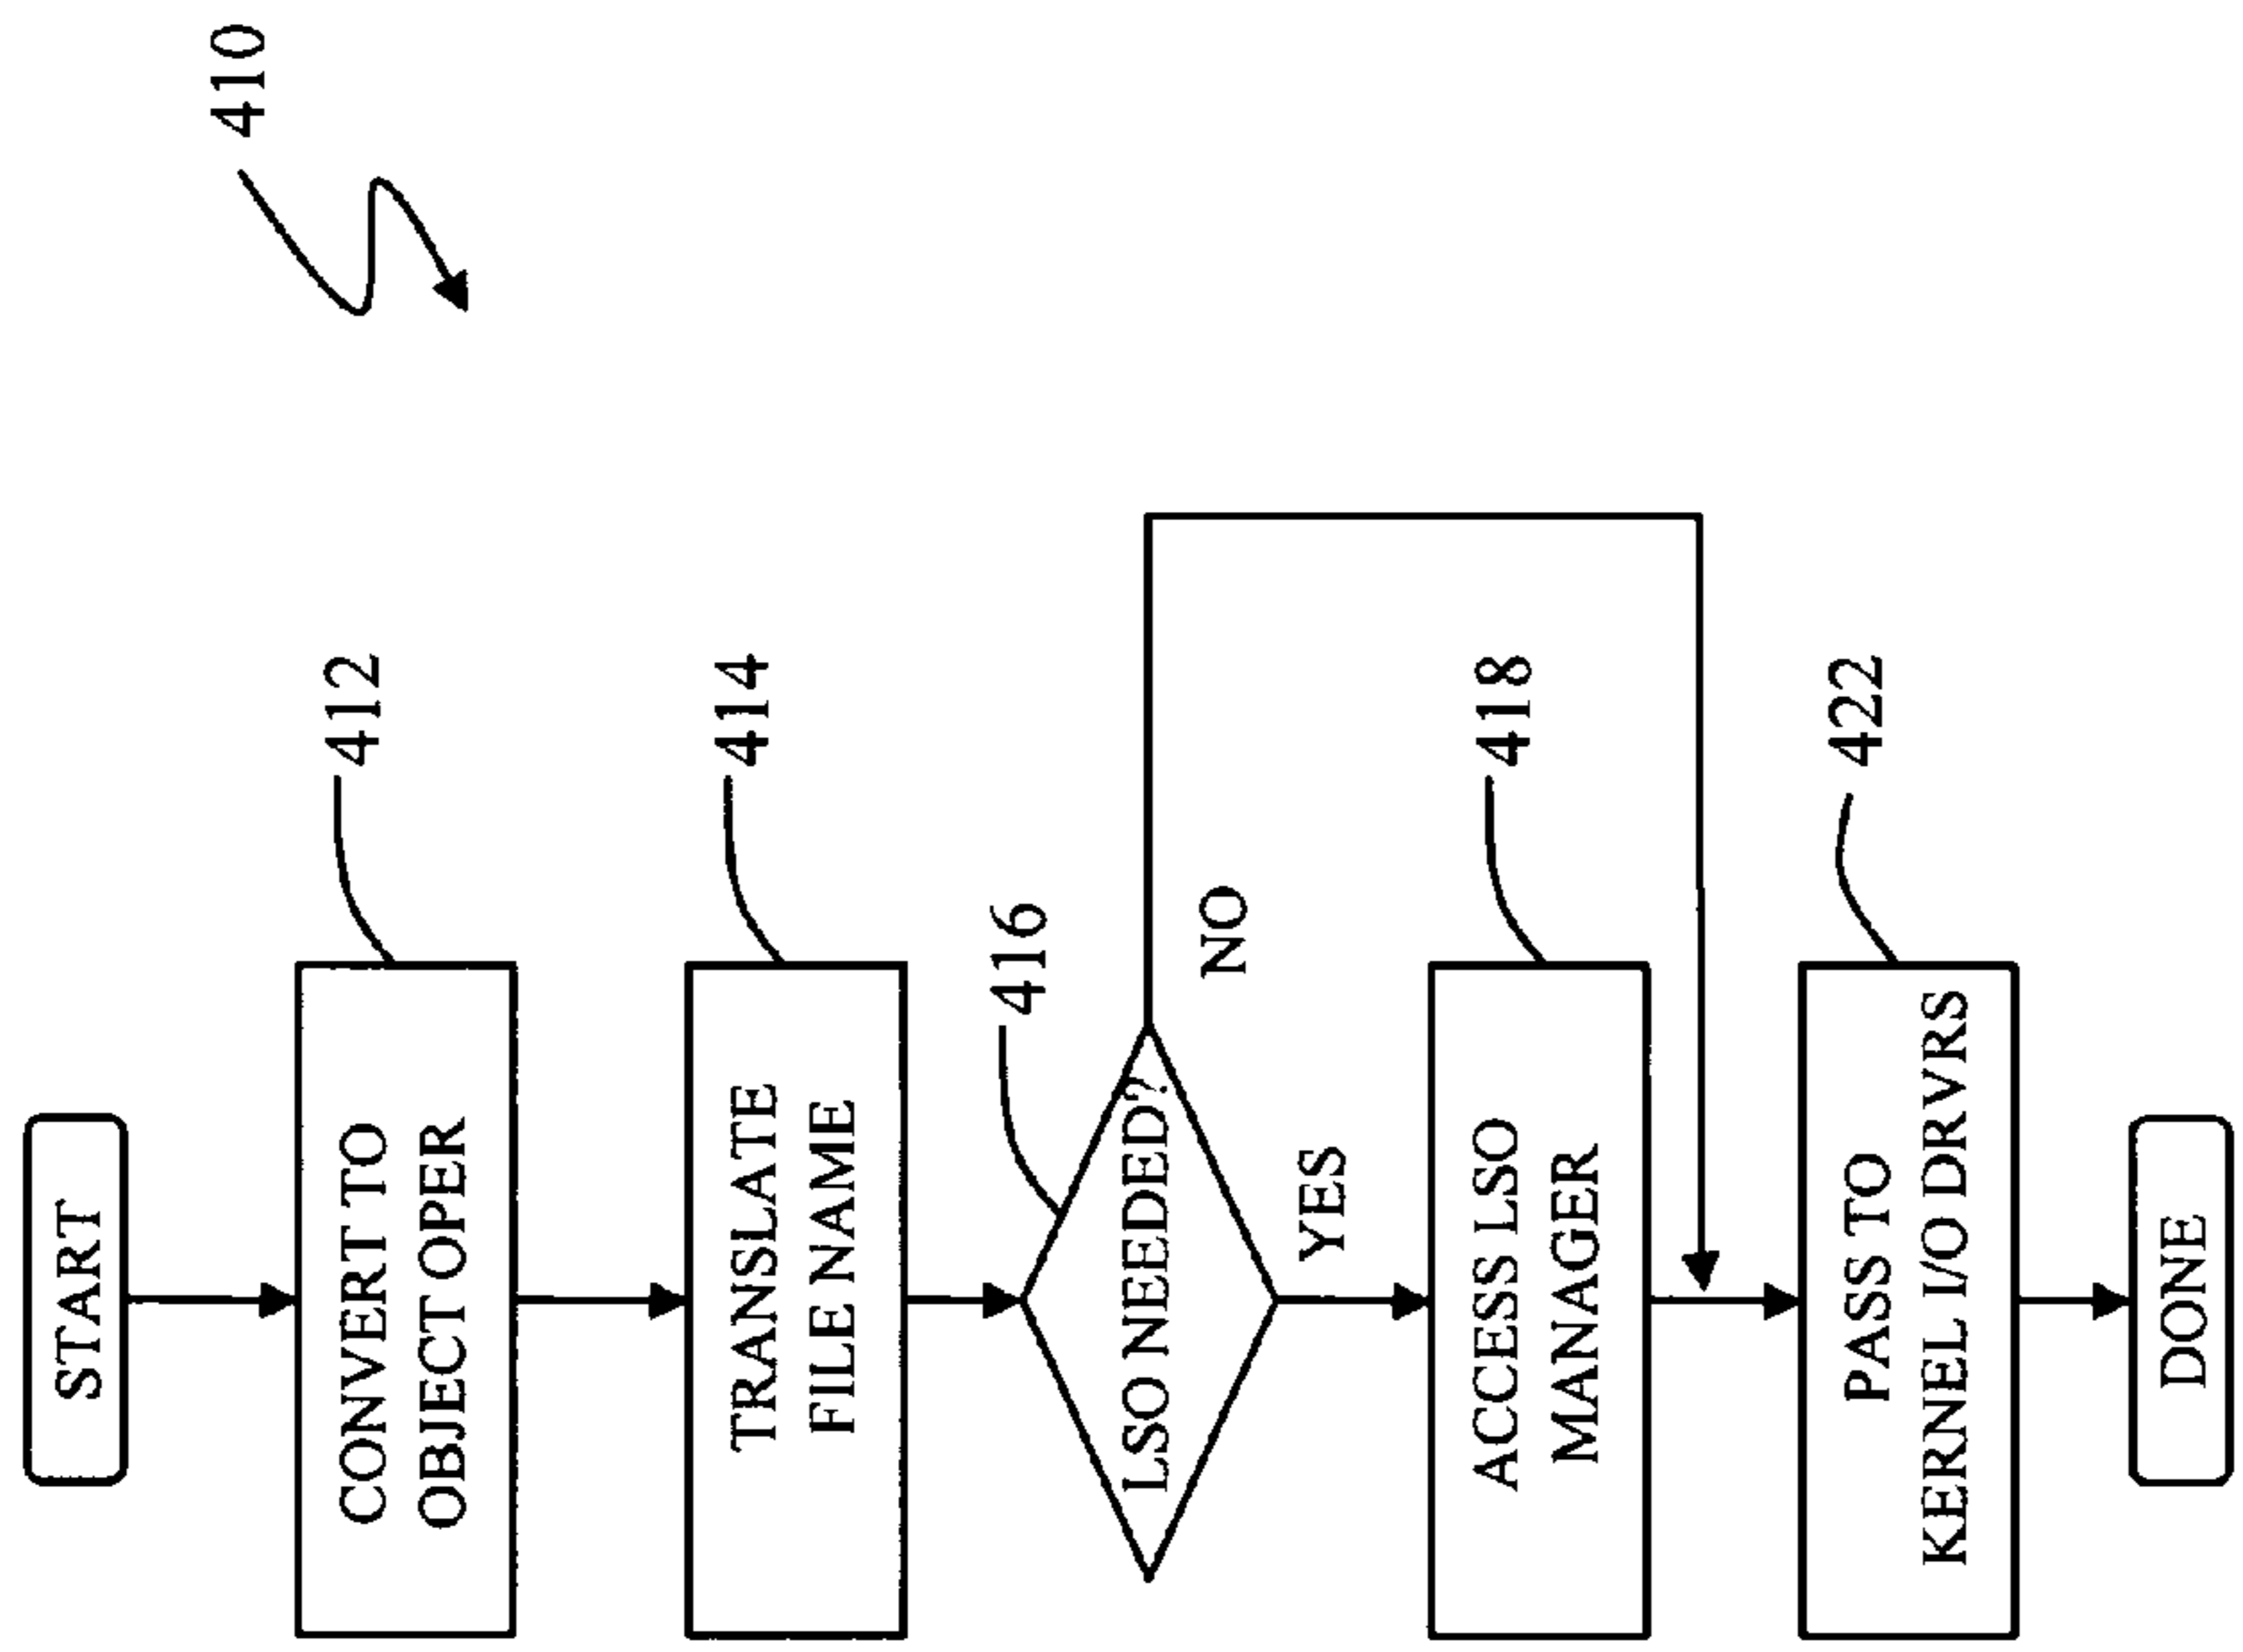 410
START
412
CONVERT TO
OBJECT OPER
414
TRANSLATE
FILE NAME
416
LSO NEEDED?
NO
YES
418
ACCESS LSO
MANAGER
422
PASS TO
KERNEL I/O DRVRS
DONE